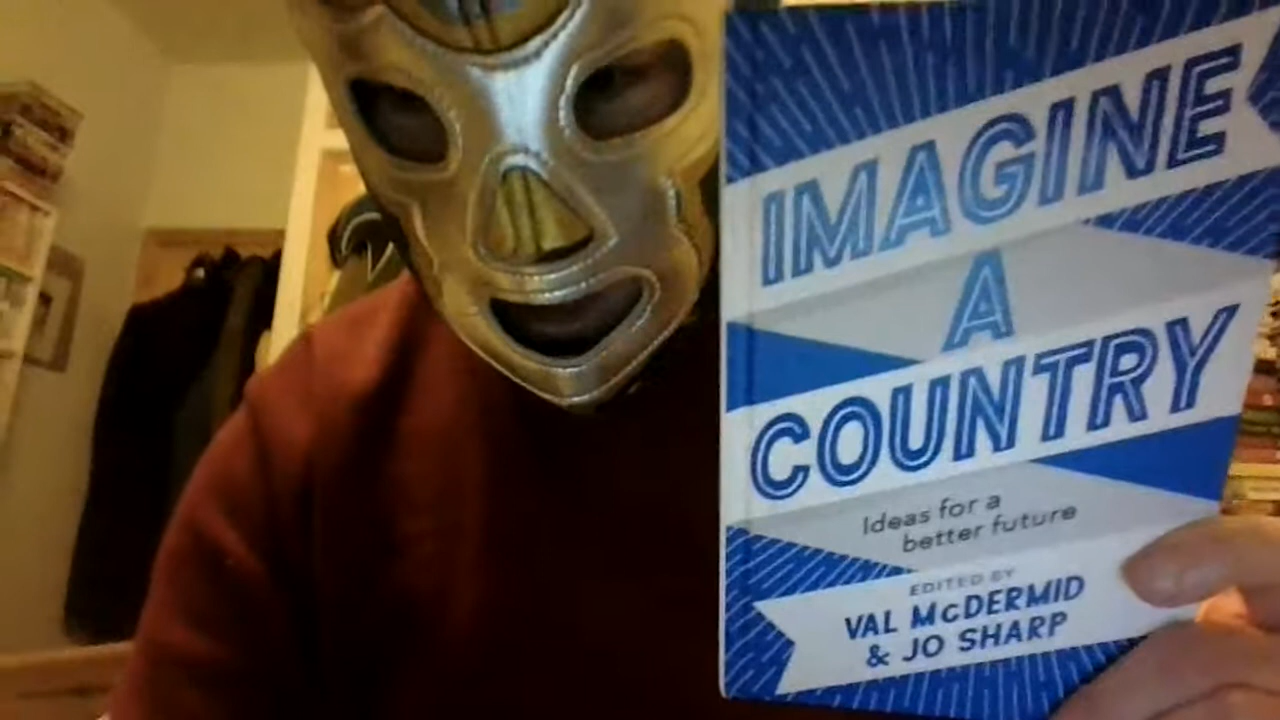 IMAGINE
A
COUNTRY
Ideas for a
better future
EDITED BY
VAL McDERMID
& JO SHARP